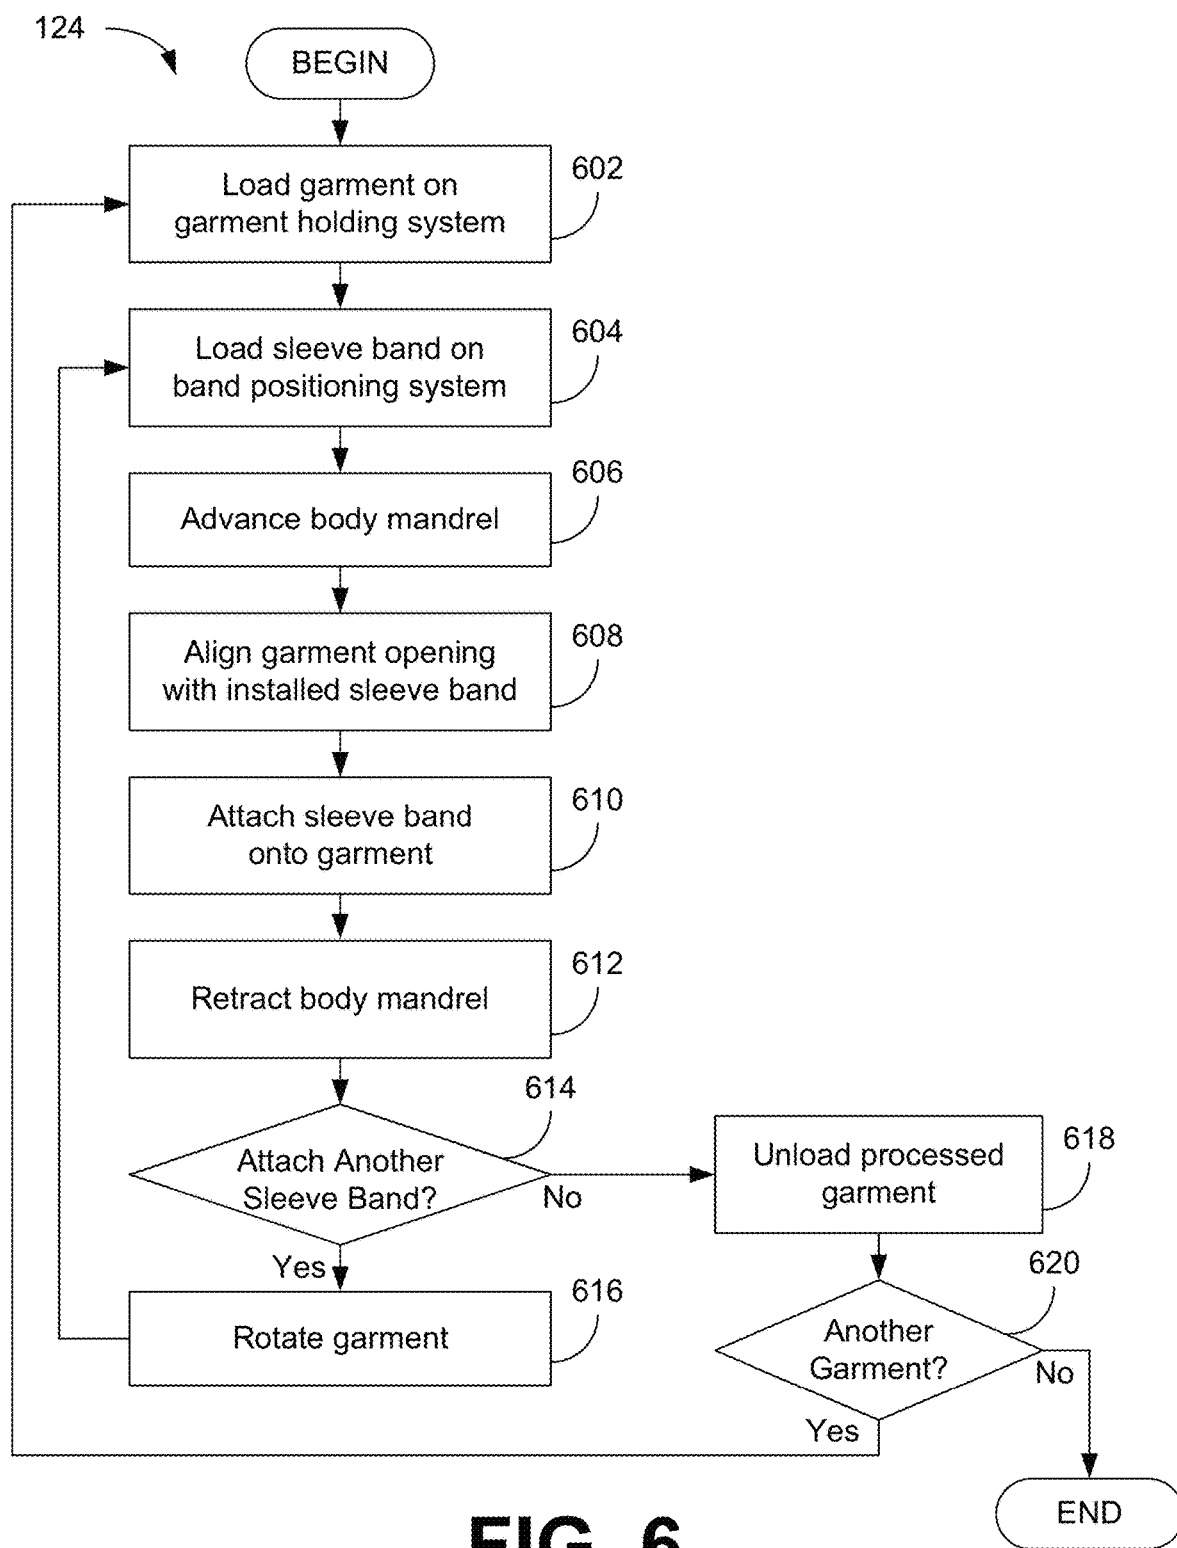 124
BEGIN
Load garment on
garment holding system
602
Load sleeve band on
band positioning system
604
Advance body mandrel
606
Align garment opening
with installed sleeve band
608
Attach sleeve band
onto garment
610
Retract body mandrel
612
Attach Another
Sleeve Band?
614
No
Yes
Rotate garment
616
Unload processed
garment
618
Another
Garment?
620
No
Yes
END
FIG. 6